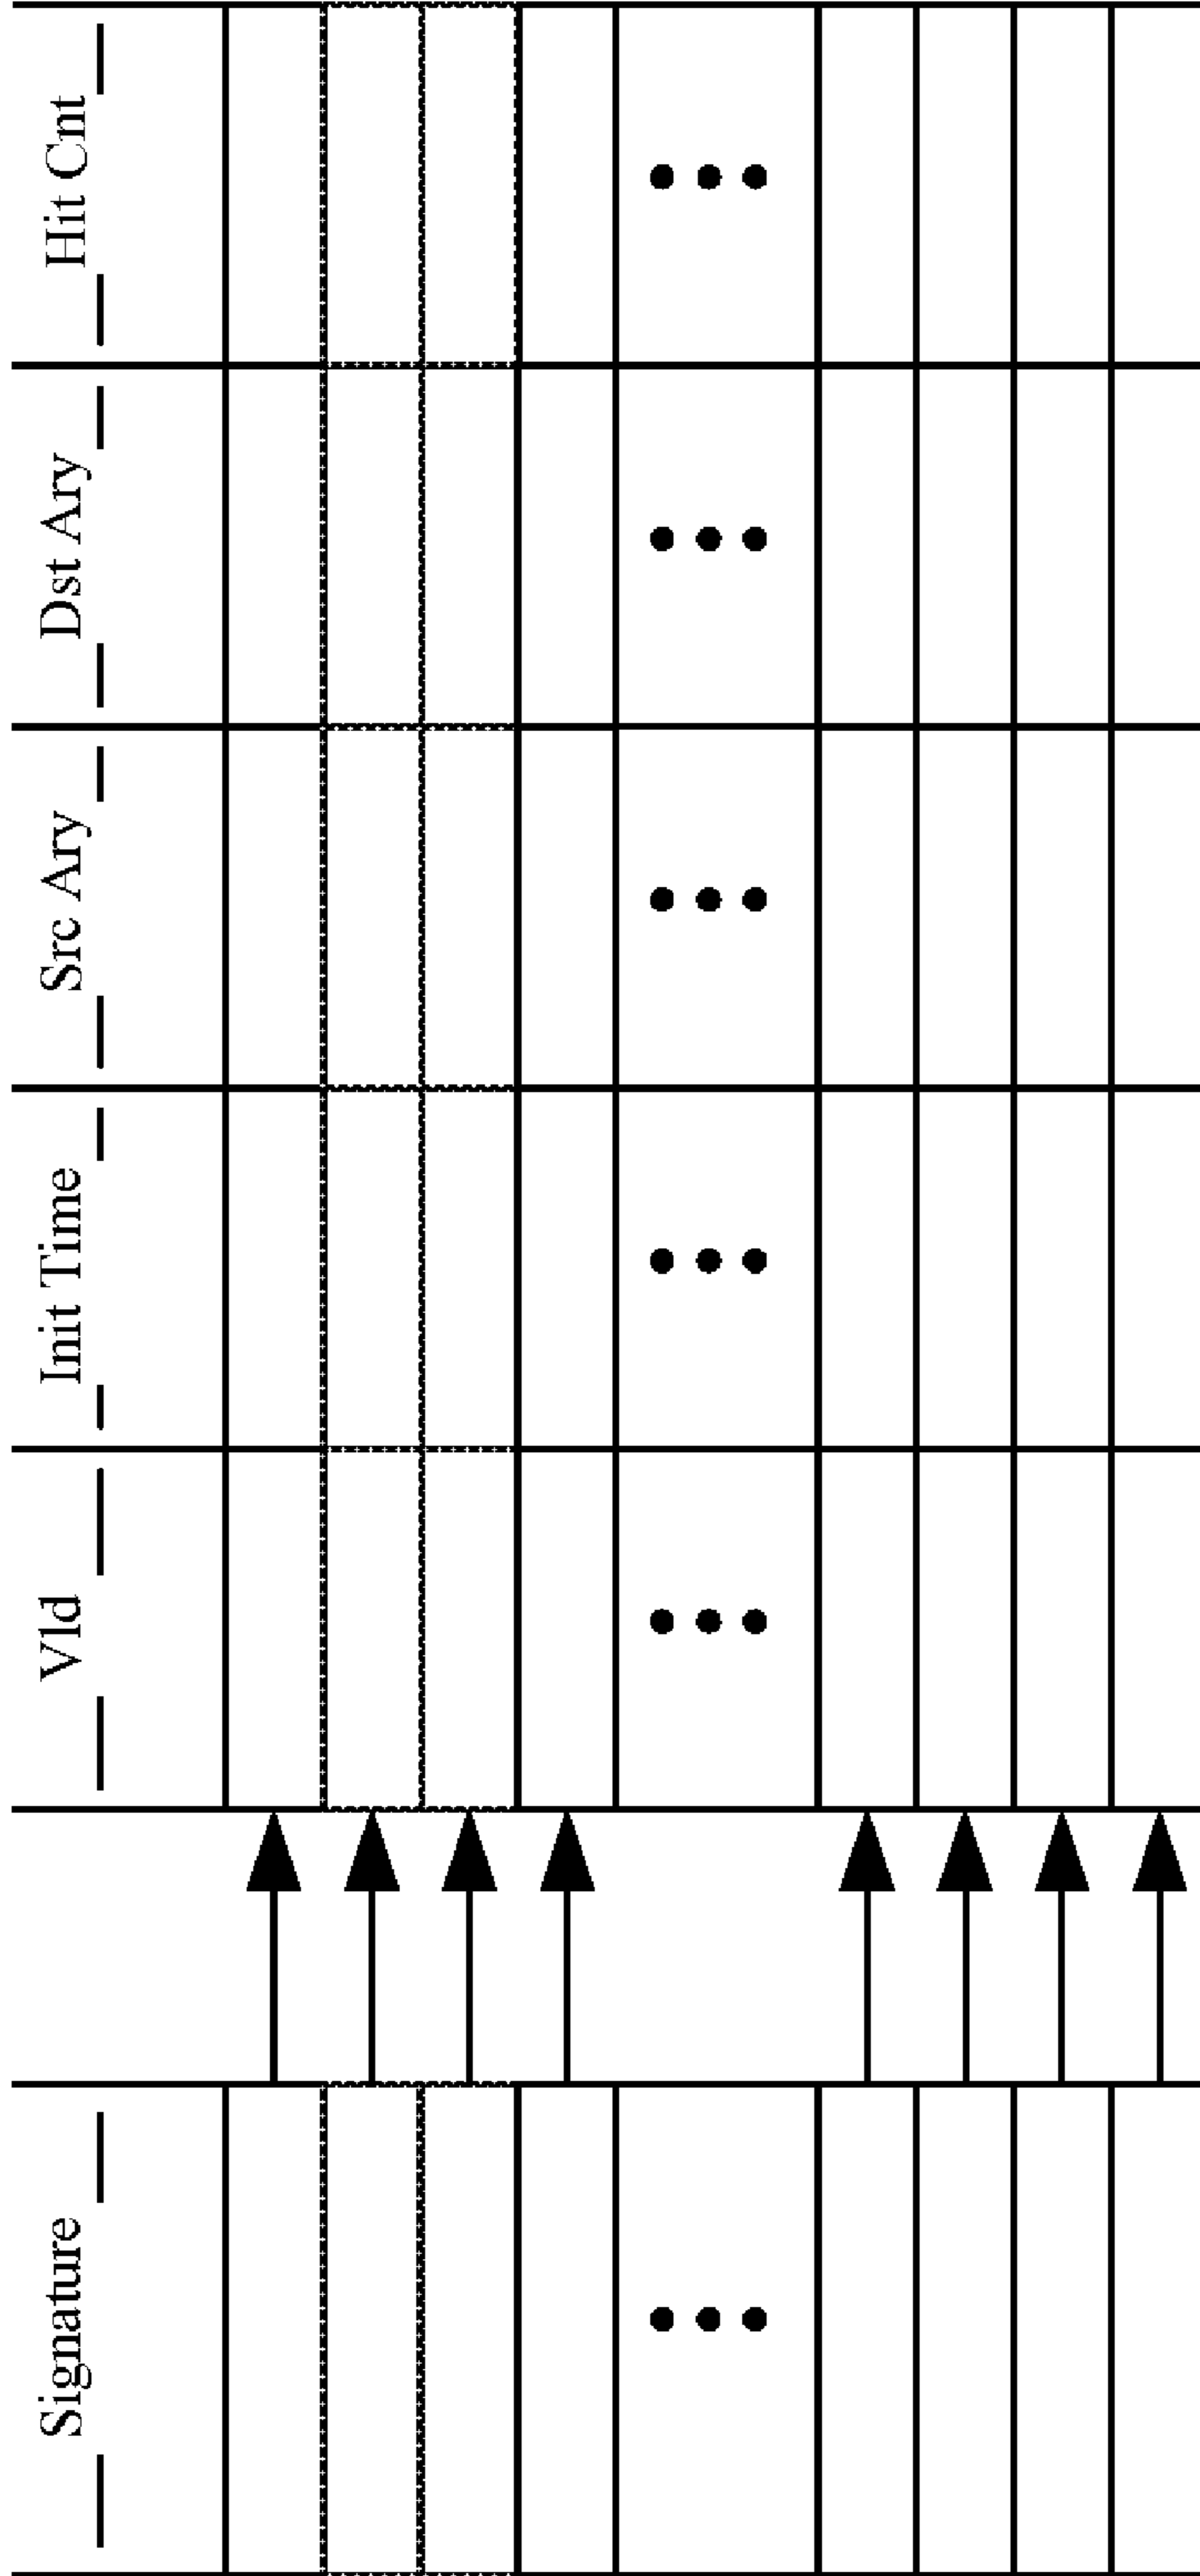 Signature
Vld
Init Time
Src Ary
Dst Ary
Hit Cnt